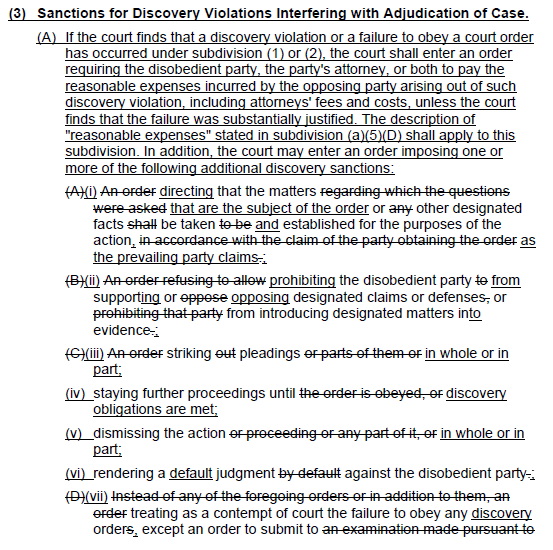 (3) Sanctions for Discovery Violations Interfering with Adjudication of Case.
(A) If the court finds that a discovery violation or a failure to obey a court order
has occurred under subdivision (1) or (2), the court shall enter an order
requiring the disobedient party, the party's attorney, or both to pay the
reasonable expenses incurred by the opposing party arising out of such
discovery violation, including attorneys' fees and costs, unless the court
finds that the failure was substantially justified. The description of
"reasonable expenses" stated in subdivision (a)(5)(D) shall apply to this
subdivision. In addition, the court may enter an order imposing one or
more of the following additional discovery sanctions:
(A)(i) An order directing that the matters regarding which the questions
were asked that are the subject of the order or any other designated
facts shall be taken to be and established for the purposes of the
action, in accordance with the claim of the party obtaining the order as
the prevailing party claims.;
(B)(ii) An order refusing to allow prohibiting the disobedient party to from
supporting or oppose opposing designated claims or defenses, or
prohibiting that party from introducing designated matters into
evidence.;
(C)(iii) An order striking out pleadings or parts of them or in whole or in
part;
(iv) staying further proceedings until the order is obeyed, or discovery
obligations are met;
(v) dismissing the action or proceeding or any part of it, or in whole or in
part;
(vi) rendering a default judgment by default against the disobedient party.;
(D)(vii) Instead of any of the foregoing orders or in addition to them, an
order treating as a contempt of court the failure to obey any discovery
orders, except an order to submit to an examination made pursuant to